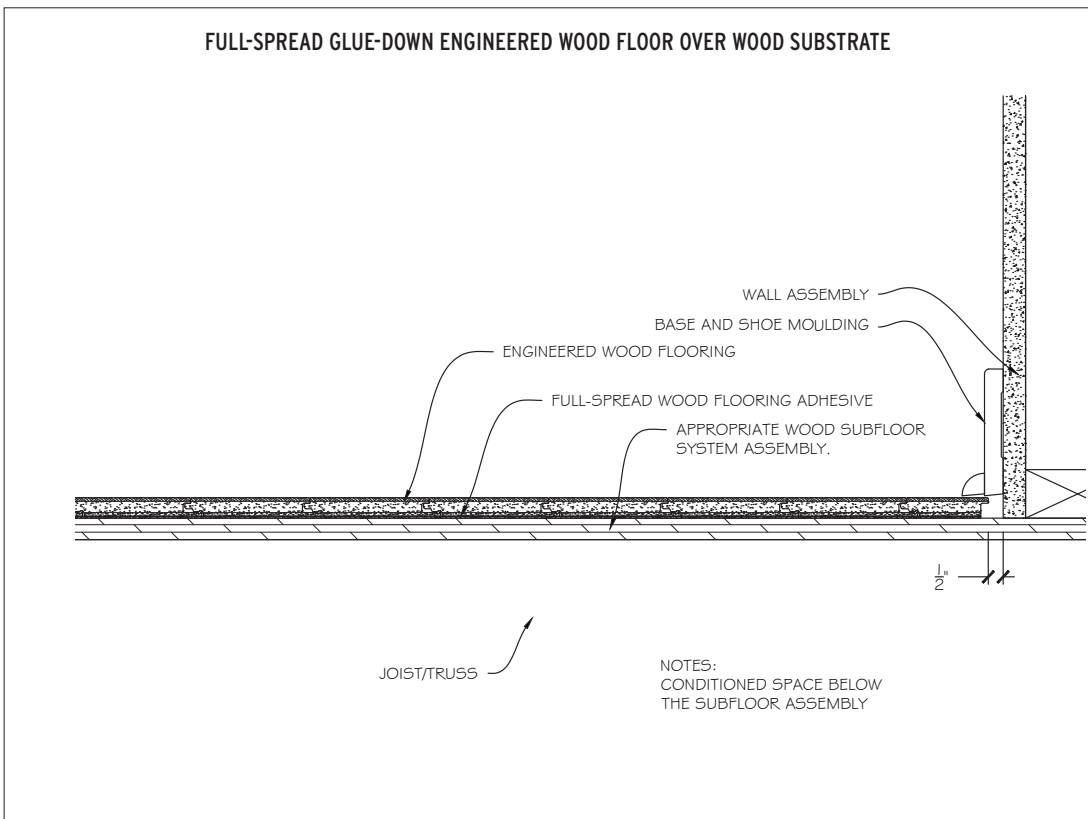 FULL-SPREAD GLUE-DOWN ENGINEERED WOOD FLOOR OVER WOOD SUBSTRATE
WALL ASSEMBLY
BASE AND SHOE MOULDING
ENGINEERED WOOD FLOORING
FULL-SPREAD WOOD FLOORING ADHESIVE
APPROPRIATE WOOD SUBFLOOR
SYSTEM ASSEMBLY.
1/2"
JOIST/TRUSS
NOTES:
CONDITIONED SPACE BELOW
THE SUBFLOOR ASSEMBLY